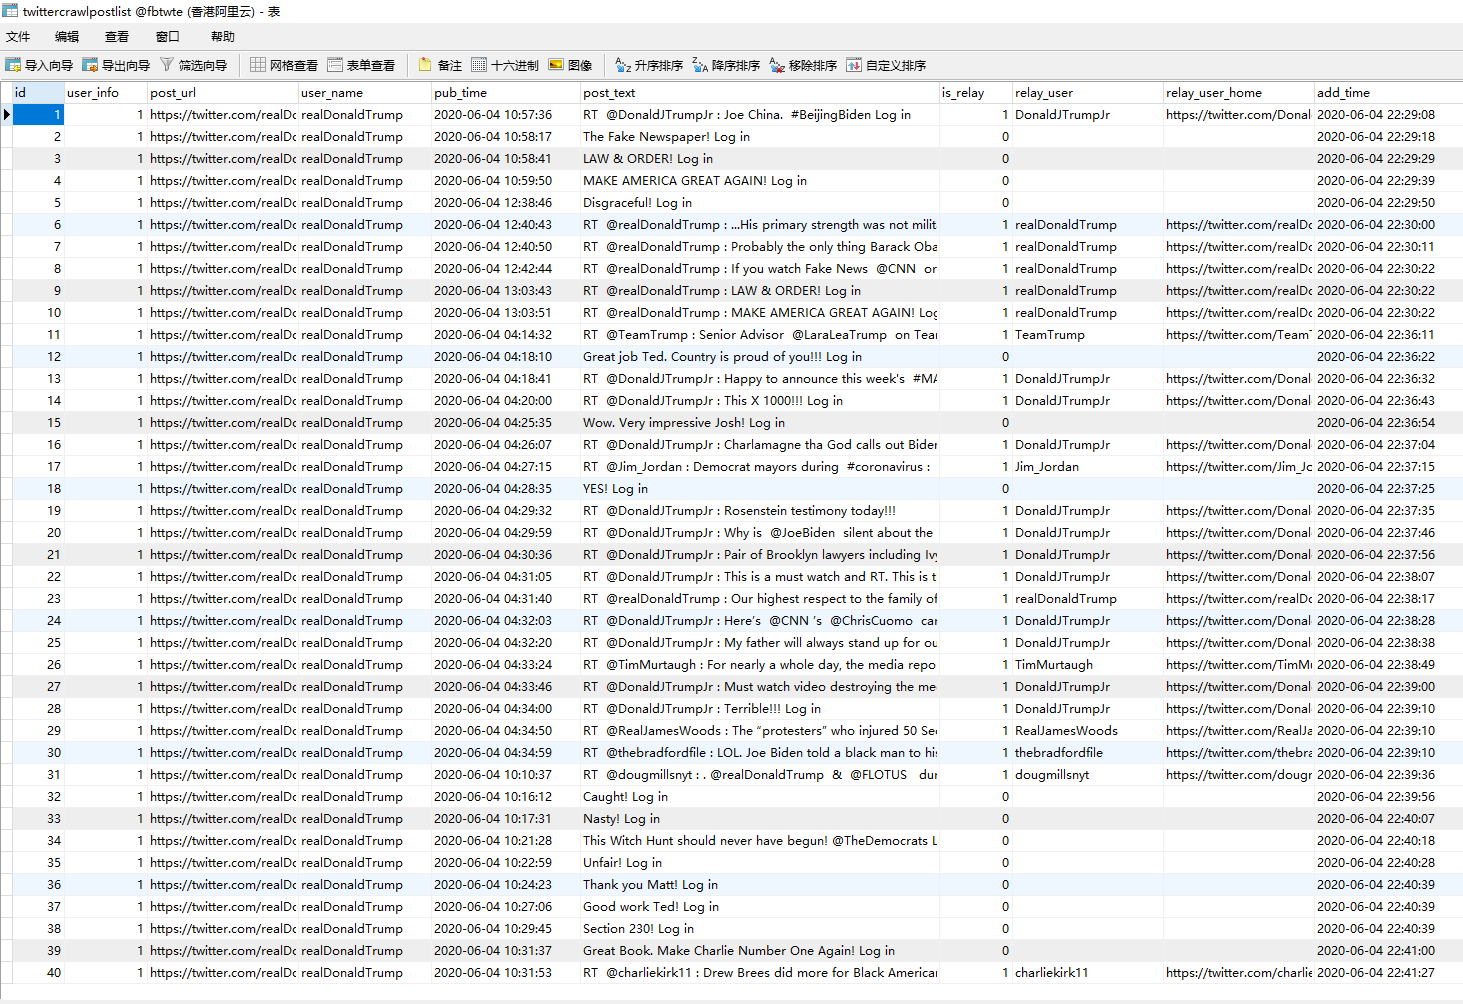 twittercrawlpostlist @fbtwte (香港阿里云) - 表
文件 编辑 查看 窗口 帮助
导入向导 导出向导 筛选向导 网格查看 表单查看 备注 十六进制 图像 升序排序 降序排序 移除排序 自定义排序
id user_info post_url user_name pub_time post_text is_relay relay_user relay_user_home add_time
1 1 https://twitter.com/realDc realDonaldTrump 2020-06-04 10:57:36 RT @DonaldJTrumpJr : Joe China. #BeijingBiden Log in 1 DonaldJTrumpJr https://twitter.com/Donal 2020-06-04 22:29:08
2 1 https://twitter.com/realDc realDonaldTrump 2020-06-04 10:58:17 The Fake Newspaper! Log in 0 2020-06-04 22:29:18
3 1 https://twitter.com/realDc realDonaldTrump 2020-06-04 10:58:41 LAW & ORDER! Log in 0 2020-06-04 22:29:29
4 1 https://twitter.com/realDc realDonaldTrump 2020-06-04 10:59:50 MAKE AMERICA GREAT AGAIN! Log in 0 2020-06-04 22:29:39
5 1 https://twitter.com/realDc realDonaldTrump 2020-06-04 12:38:46 Disgraceful! Log in 0 2020-06-04 22:29:50
6 1 https://twitter.com/realDc realDonaldTrump 2020-06-04 12:40:43 RT @realDonaldTrump : ...His primary strength was not milit 1 realDonaldTrump https://twitter.com/realDc 2020-06-04 22:30:00
7 1 https://twitter.com/realDc realDonaldTrump 2020-06-04 12:40:50 RT @realDonaldTrump : Probably the only thing Barack Oba 1 realDonaldTrump https://twitter.com/realDc 2020-06-04 22:30:11
8 1 https://twitter.com/realDc realDonaldTrump 2020-06-04 12:42:44 RT @realDonaldTrump : If you watch Fake News @CNN or 1 realDonaldTrump https://twitter.com/realDc 2020-06-04 22:30:22
9 1 https://twitter.com/realDc realDonaldTrump 2020-06-04 13:03:43 RT @realDonaldTrump : LAW & ORDER! Log in 1 realDonaldTrump https://twitter.com/realDc 2020-06-04 22:30:22
10 1 https://twitter.com/realDc realDonaldTrump 2020-06-04 13:03:51 RT @realDonaldTrump : MAKE AMERICA GREAT AGAIN! Log 1 realDonaldTrump https://twitter.com/realDc 2020-06-04 22:30:22
11 1 https://twitter.com/realDc realDonaldTrump 2020-06-04 04:14:32 RT @TeamTrump : Senior Advisor @LaraLeaTrump on Tean 1 TeamTrump https://twitter.com/TeamT 2020-06-04 22:36:11
12 1 https://twitter.com/realDc realDonaldTrump 2020-06-04 04:18:10 Great job Ted. Country is proud of you!!! Log in 0 2020-06-04 22:36:22
13 1 https://twitter.com/realDc realDonaldTrump 2020-06-04 04:18:41 RT @DonaldJTrumpJr : Happy to announce this week's #MA 1 DonaldJTrumpJr https://twitter.com/Donal 2020-06-04 22:36:32
14 1 https://twitter.com/realDc realDonaldTrump 2020-06-04 04:20:00 RT @DonaldJTrumpJr : This X 1000!!! Log in 1 DonaldJTrumpJr https://twitter.com/Donal 2020-06-04 22:36:43
15 1 https://twitter.com/realDc realDonaldTrump 2020-06-04 04:25:35 Wow. Very impressive Josh! Log in 0 2020-06-04 22:36:54
16 1 https://twitter.com/realDc realDonaldTrump 2020-06-04 04:26:07 RT @DonaldJTrumpJr : Charlamagne tha God calls out Biden 1 DonaldJTrumpJr https://twitter.com/Donal 2020-06-04 22:37:04
17 1 https://twitter.com/realDc realDonaldTrump 2020-06-04 04:27:15 RT @Jim_Jordan : Democrat mayors during #coronavirus : 1 Jim_Jordan https://twitter.com/Jim_Jc 2020-06-04 22:37:15
18 1 https://twitter.com/realDc realDonaldTrump 2020-06-04 04:28:35 YES! Log in 0 2020-06-04 22:37:25
19 1 https://twitter.com/realDc realDonaldTrump 2020-06-04 04:29:32 RT @DonaldJTrumpJr : Rosenstein testimony today!!! 1 DonaldJTrumpJr https://twitter.com/Donal 2020-06-04 22:37:35
20 1 https://twitter.com/realDc realDonaldTrump 2020-06-04 04:29:59 RT @DonaldJTrumpJr : Why is @JoeBiden silent about the 1 DonaldJTrumpJr https://twitter.com/Donal 2020-06-04 22:37:46
21 1 https://twitter.com/realDc realDonaldTrump 2020-06-04 04:30:36 RT @DonaldJTrumpJr : Pair of Brooklyn lawyers including Ivy 1 DonaldJTrumpJr https://twitter.com/Donal 2020-06-04 22:37:56
22 1 https://twitter.com/realDc realDonaldTrump 2020-06-04 04:31:05 RT @DonaldJTrumpJr : This is a must watch and RT. This is t 1 DonaldJTrumpJr https://twitter.com/Donal 2020-06-04 22:38:07
23 1 https://twitter.com/realDc realDonaldTrump 2020-06-04 04:31:40 RT @realDonaldTrump : Our highest respect to the family of 1 realDonaldTrump https://twitter.com/realDc 2020-06-04 22:38:17
24 1 https://twitter.com/realDc realDonaldTrump 2020-06-04 04:32:03 RT @DonaldJTrumpJr : Here’s @CNN ’s @ChrisCuomo can 1 DonaldJTrumpJr https://twitter.com/Donal 2020-06-04 22:38:28
25 1 https://twitter.com/realDc realDonaldTrump 2020-06-04 04:32:20 RT @DonaldJTrumpJr : My father will always stand up for ou 1 DonaldJTrumpJr https://twitter.com/Donal 2020-06-04 22:38:38
26 1 https://twitter.com/realDc realDonaldTrump 2020-06-04 04:33:24 RT @TimMurtaugh : For nearly a whole day, the media repo 1 TimMurtaugh https://twitter.com/TimMu 2020-06-04 22:38:49
27 1 https://twitter.com/realDc realDonaldTrump 2020-06-04 04:33:46 RT @DonaldJTrumpJr : Must watch video destroying the me 1 DonaldJTrumpJr https://twitter.com/Donal 2020-06-04 22:39:00
28 1 https://twitter.com/realDc realDonaldTrump 2020-06-04 04:34:00 RT @DonaldJTrumpJr : Terrible!!! Log in 1 DonaldJTrumpJr https://twitter.com/Donal 2020-06-04 22:39:10
29 1 https://twitter.com/realDc realDonaldTrump 2020-06-04 04:34:50 RT @RealJamesWoods : The “protesters” who injured 50 Sec 1 RealJamesWoods https://twitter.com/RealJa 2020-06-04 22:39:10
30 1 https://twitter.com/realDc realDonaldTrump 2020-06-04 04:34:59 RT @thebradfordfile : LOL. Joe Biden told a black man to his 1 thebradfordfile https://twitter.com/thebra 2020-06-04 22:39:10
31 1 https://twitter.com/realDc realDonaldTrump 2020-06-04 10:10:37 RT @dougmillsnyt : . @realDonaldTrump & @FLOTUS dur 1 dougmillsnyt https://twitter.com/dougr 2020-06-04 22:39:36
32 1 https://twitter.com/realDc realDonaldTrump 2020-06-04 10:16:12 Caught! Log in 0 2020-06-04 22:39:56
33 1 https://twitter.com/realDc realDonaldTrump 2020-06-04 10:17:31 Nasty! Log in 0 2020-06-04 22:40:07
34 1 https://twitter.com/realDc realDonaldTrump 2020-06-04 10:21:28 This Witch Hunt should never have begun! @TheDemocrats L 0 2020-06-04 22:40:18
35 1 https://twitter.com/realDc realDonaldTrump 2020-06-04 10:22:59 Unfair! Log in 0 2020-06-04 22:40:28
36 1 https://twitter.com/realDc realDonaldTrump 2020-06-04 10:24:23 Thank you Matt! Log in 0 2020-06-04 22:40:39
37 1 https://twitter.com/realDc realDonaldTrump 2020-06-04 10:27:06 Good work Ted! Log in 0 2020-06-04 22:40:39
38 1 https://twitter.com/realDc realDonaldTrump 2020-06-04 10:29:45 Section 230! Log in 0 2020-06-04 22:40:39
39 1 https://twitter.com/realDc realDonaldTrump 2020-06-04 10:31:37 Great Book. Make Charlie Number One Again! Log in 0 2020-06-04 22:41:00
40 1 https://twitter.com/realDc realDonaldTrump 2020-06-04 10:31:53 RT @charliekirk11 : Drew Brees did more for Black American 1 charliekirk11 https://twitter.com/charlie 2020-06-04 22:41:27